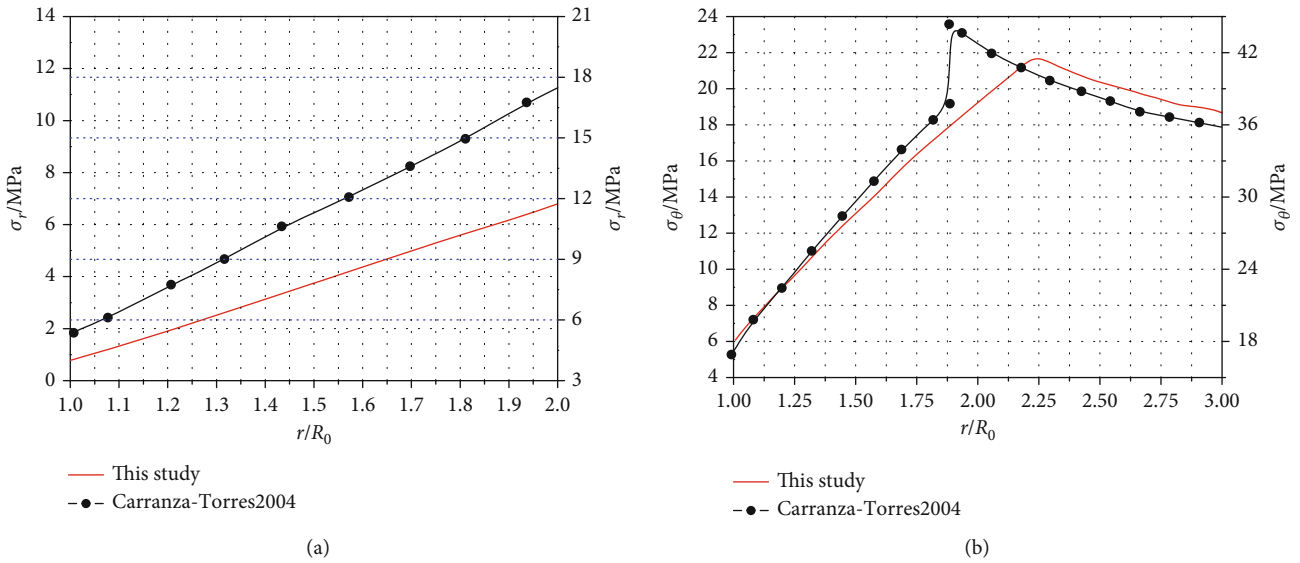 14
12
10
8
6
4
2
0
σr/MPa
21
18
15
12
9
6
3
σr/MPa
1.0 1.1 1.2 1.3 1.4 1.5 1.6 1.7 1.8 1.9 2.0
r/R0
This study
Carranza-Torres2004
(a)
24
22
20
18
16
14
12
10
8
6
4
σθ/MPa
42
36
30
24
18
σθ/MPa
1.00 1.25 1.50 1.75 2.00 2.25 2.50 2.75 3.00
r/R0
This study
Carranza-Torres2004
(b)